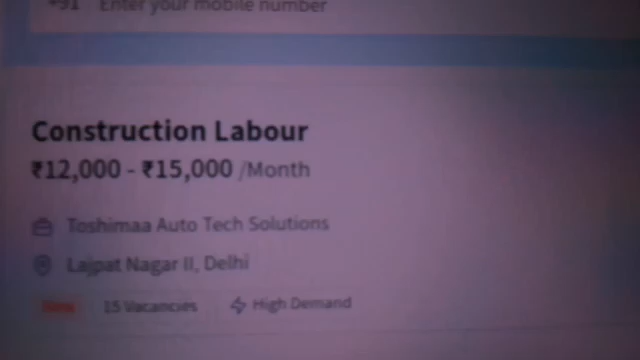 +91 Enter your mobile number
Construction Labour
₹12,000 - ₹15,000 /Month
Toshimaa Auto Tech Solutions
Lajpat Nagar II, Delhi
New 15 Vacancies High Demand